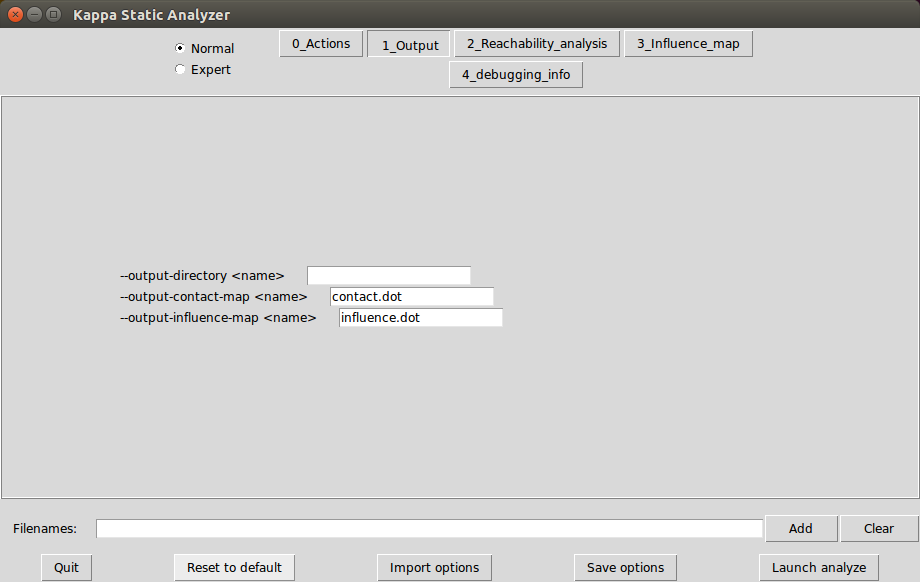 Kappa Static Analyzer
Normal
Expert
0_Actions
1_Output
2_Reachability_analysis
3_Influence_map
4_debugging_info
--output-directory <name>
--output-contact-map <name> contact.dot
--output-influence-map <name> influence.dot
Filenames:
Add
Clear
Quit
Reset to default
Import options
Save options
Launch analyze